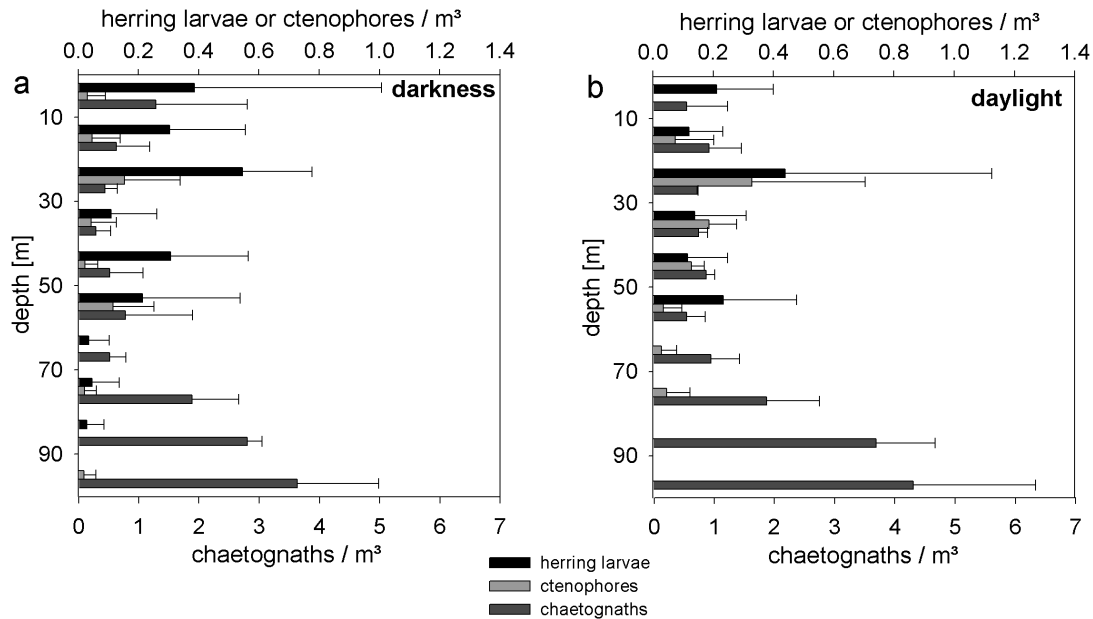 herring larvae or ctenophores / m³
0.0 0.2 0.4 0.6 0.8 1.0 1.2 1.4
a
darkness
10
30
50
70
90
depth [m]
0 1 2 3 4 5 6 7
chaetognaths / m³
herring larvae or ctenophores / m³
0.0 0.2 0.4 0.6 0.8 1.0 1.2 1.4
b
daylight
10
30
50
70
90
depth [m]
0 1 2 3 4 5 6 7
chaetognaths / m³
herring larvae
ctenophores
chaetognaths